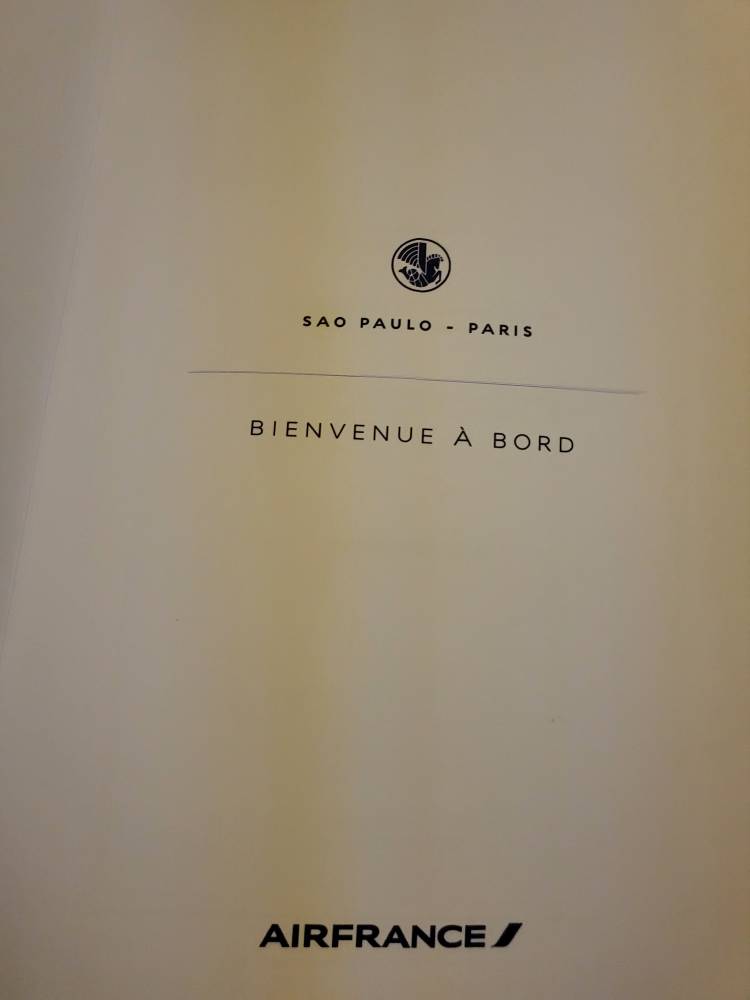 SAO PAULO - PARIS
BIENVENUE À BORD
AIRFRANCE